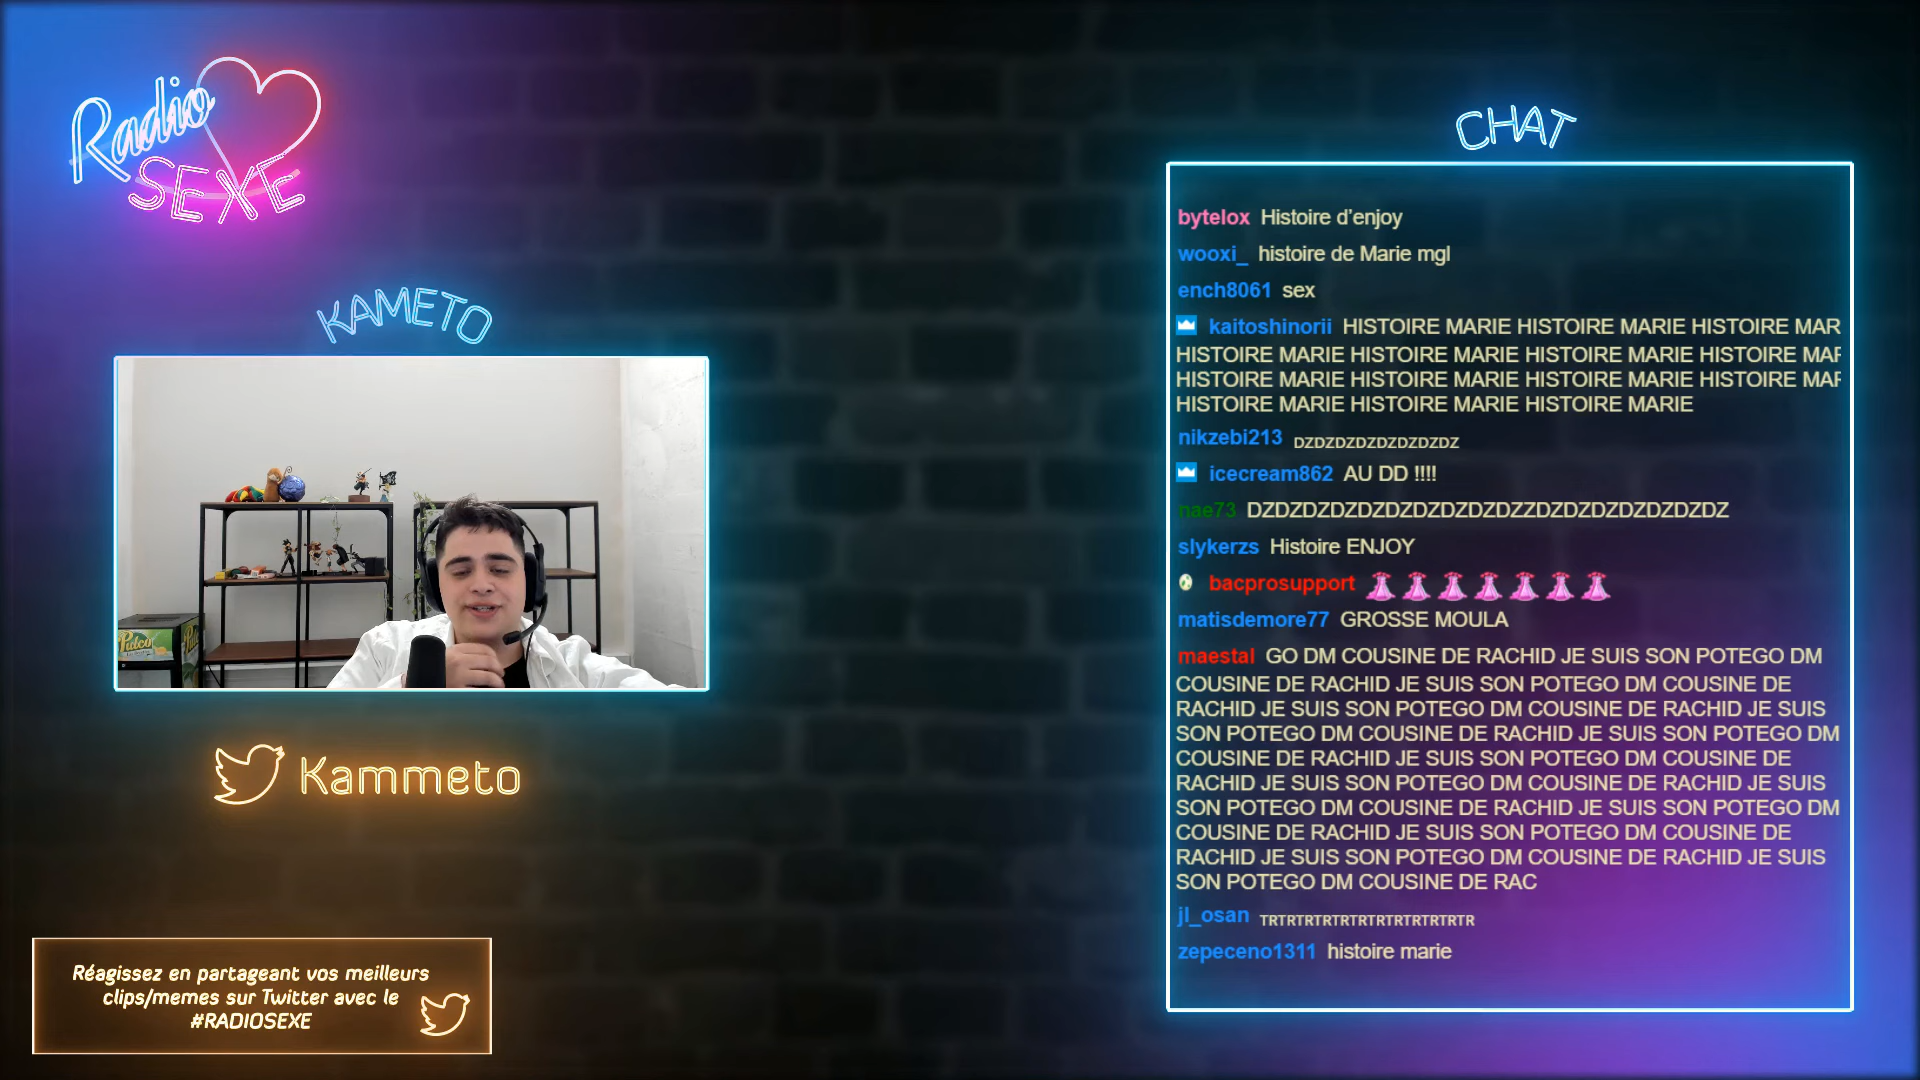 Radio
SEXE
KAMETO
Pulco
Kammeto
Réagissez en partageant vos meilleurs
clips/memes sur Twitter avec le
#RADIOSEXE
CHAT
bytelox Histoire d'enjoy
wooxi_ histoire de Marie mgl
ench8061 sex
kaitoshinorii HISTOIRE MARIE HISTOIRE MARIE HISTOIRE MAR
HISTOIRE MARIE HISTOIRE MARIE HISTOIRE MARIE HISTOIRE MAR
HISTOIRE MARIE HISTOIRE MARIE HISTOIRE MARIE HISTOIRE MAR
HISTOIRE MARIE HISTOIRE MARIE HISTOIRE MARIE
nikzebi213 DZDZDZDZDZDZDZDZ
icecream862 AU DD !!!!
nae73 DZDZDZDZDZDZDZDZDZDZZDZDZDZDZDZDZDZ
slykerzs Histoire ENJOY
bacprosupport
matisdemore77 GROSSE MOULA
maestal GO DM COUSINE DE RACHID JE SUIS SON POTEGO DM
COUSINE DE RACHID JE SUIS SON POTEGO DM COUSINE DE
RACHID JE SUIS SON POTEGO DM COUSINE DE RACHID JE SUIS
SON POTEGO DM COUSINE DE RACHID JE SUIS SON POTEGO DM
COUSINE DE RACHID JE SUIS SON POTEGO DM COUSINE DE
RACHID JE SUIS SON POTEGO DM COUSINE DE RACHID JE SUIS
SON POTEGO DM COUSINE DE RACHID JE SUIS SON POTEGO DM
COUSINE DE RACHID JE SUIS SON POTEGO DM COUSINE DE
RACHID JE SUIS SON POTEGO DM COUSINE DE RACHID JE SUIS
SON POTEGO DM COUSINE DE RAC
jl_osan TRTRTRTRTRTRTRTRTRTRTRTR
zepeceno1311 histoire marie